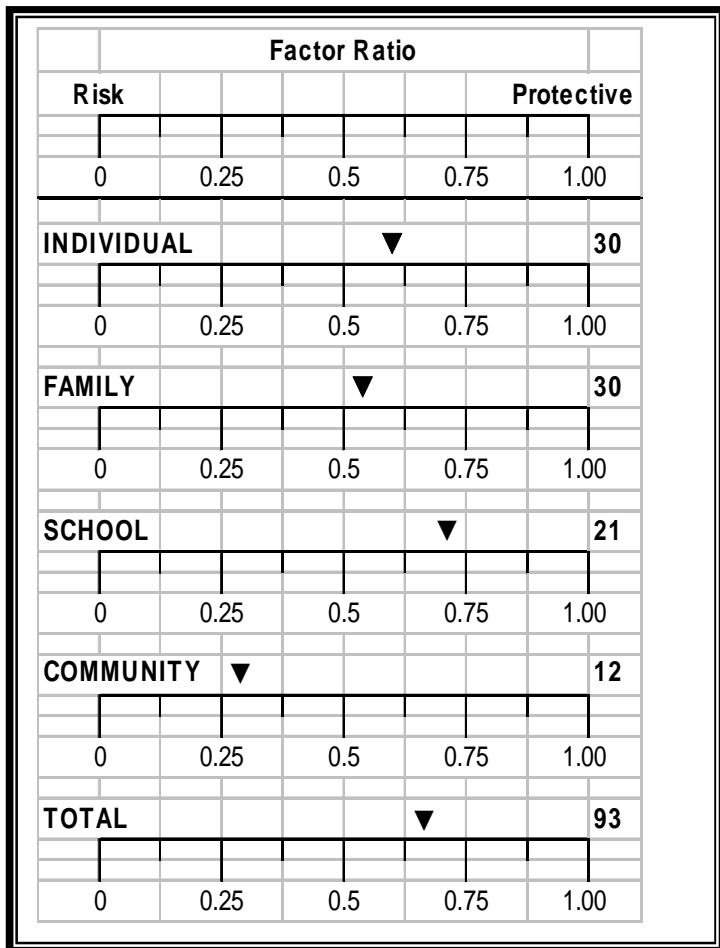 Factor Ratio
Risk Protective
0 0.25 0.5 0.75 1.00
INDIVIDUAL 30
0 0.25 0.5 0.75 1.00
FAMILY 30
0 0.25 0.5 0.75 1.00
SCHOOL 21
0 0.25 0.5 0.75 1.00
COMMUNITY 12
0 0.25 0.5 0.75 1.00
TOTAL 93
0 0.25 0.5 0.75 1.00